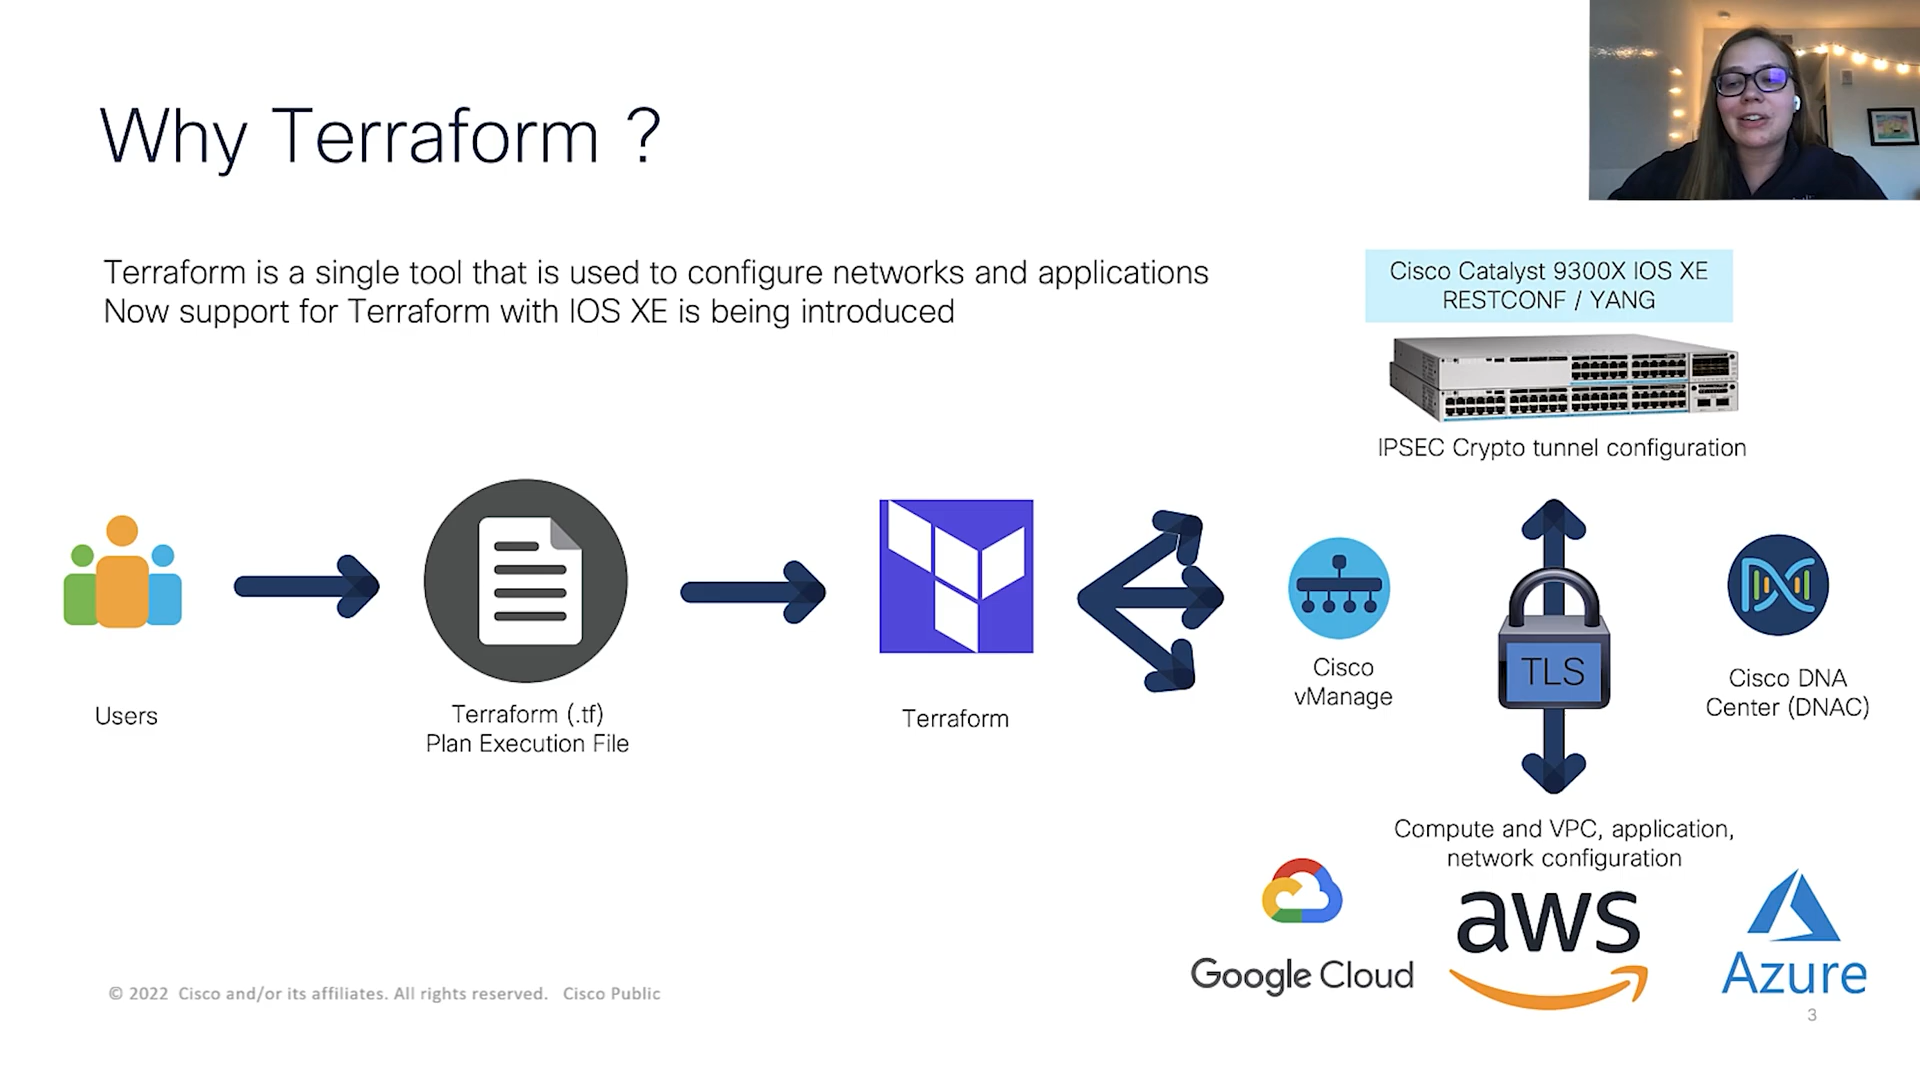 Why Terraform ?
Terraform is a single tool that is used to configure networks and applications
Now support for Terraform with IOS XE is being introduced
Cisco Catalyst 9300X IOS XE
RESTCONF / YANG
IPSEC Crypto tunnel configuration
Users
Terraform (.tf)
Plan Execution File
Terraform
Cisco
vManage
TLS
Cisco DNA
Center (DNAC)
Compute and VPC, application,
network configuration
Google Cloud
aws
Azure
© 2022 Cisco and/or its affiliates. All rights reserved. Cisco Public
3